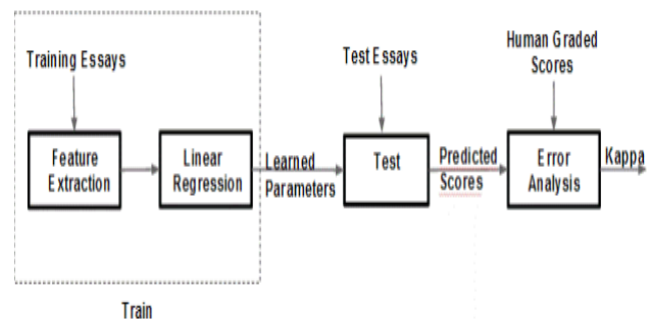 Training Essays
Test Essays
Human Graded
Scores
Feature
Extraction
Linear
Regression
Learned
Parameters
Test
Predicted
Scores
Error
Analysis
Kappa
Train